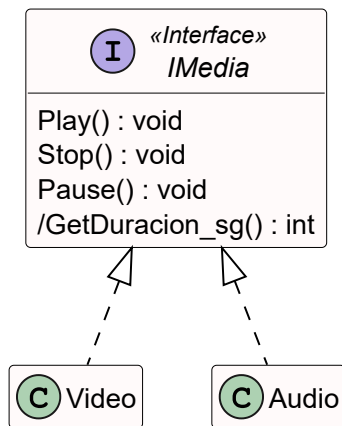 I
«Interface»
IMedia
Play() : void
Stop() : void
Pause() : void
/GetDuracion_sg() : int
C Video
C Audio